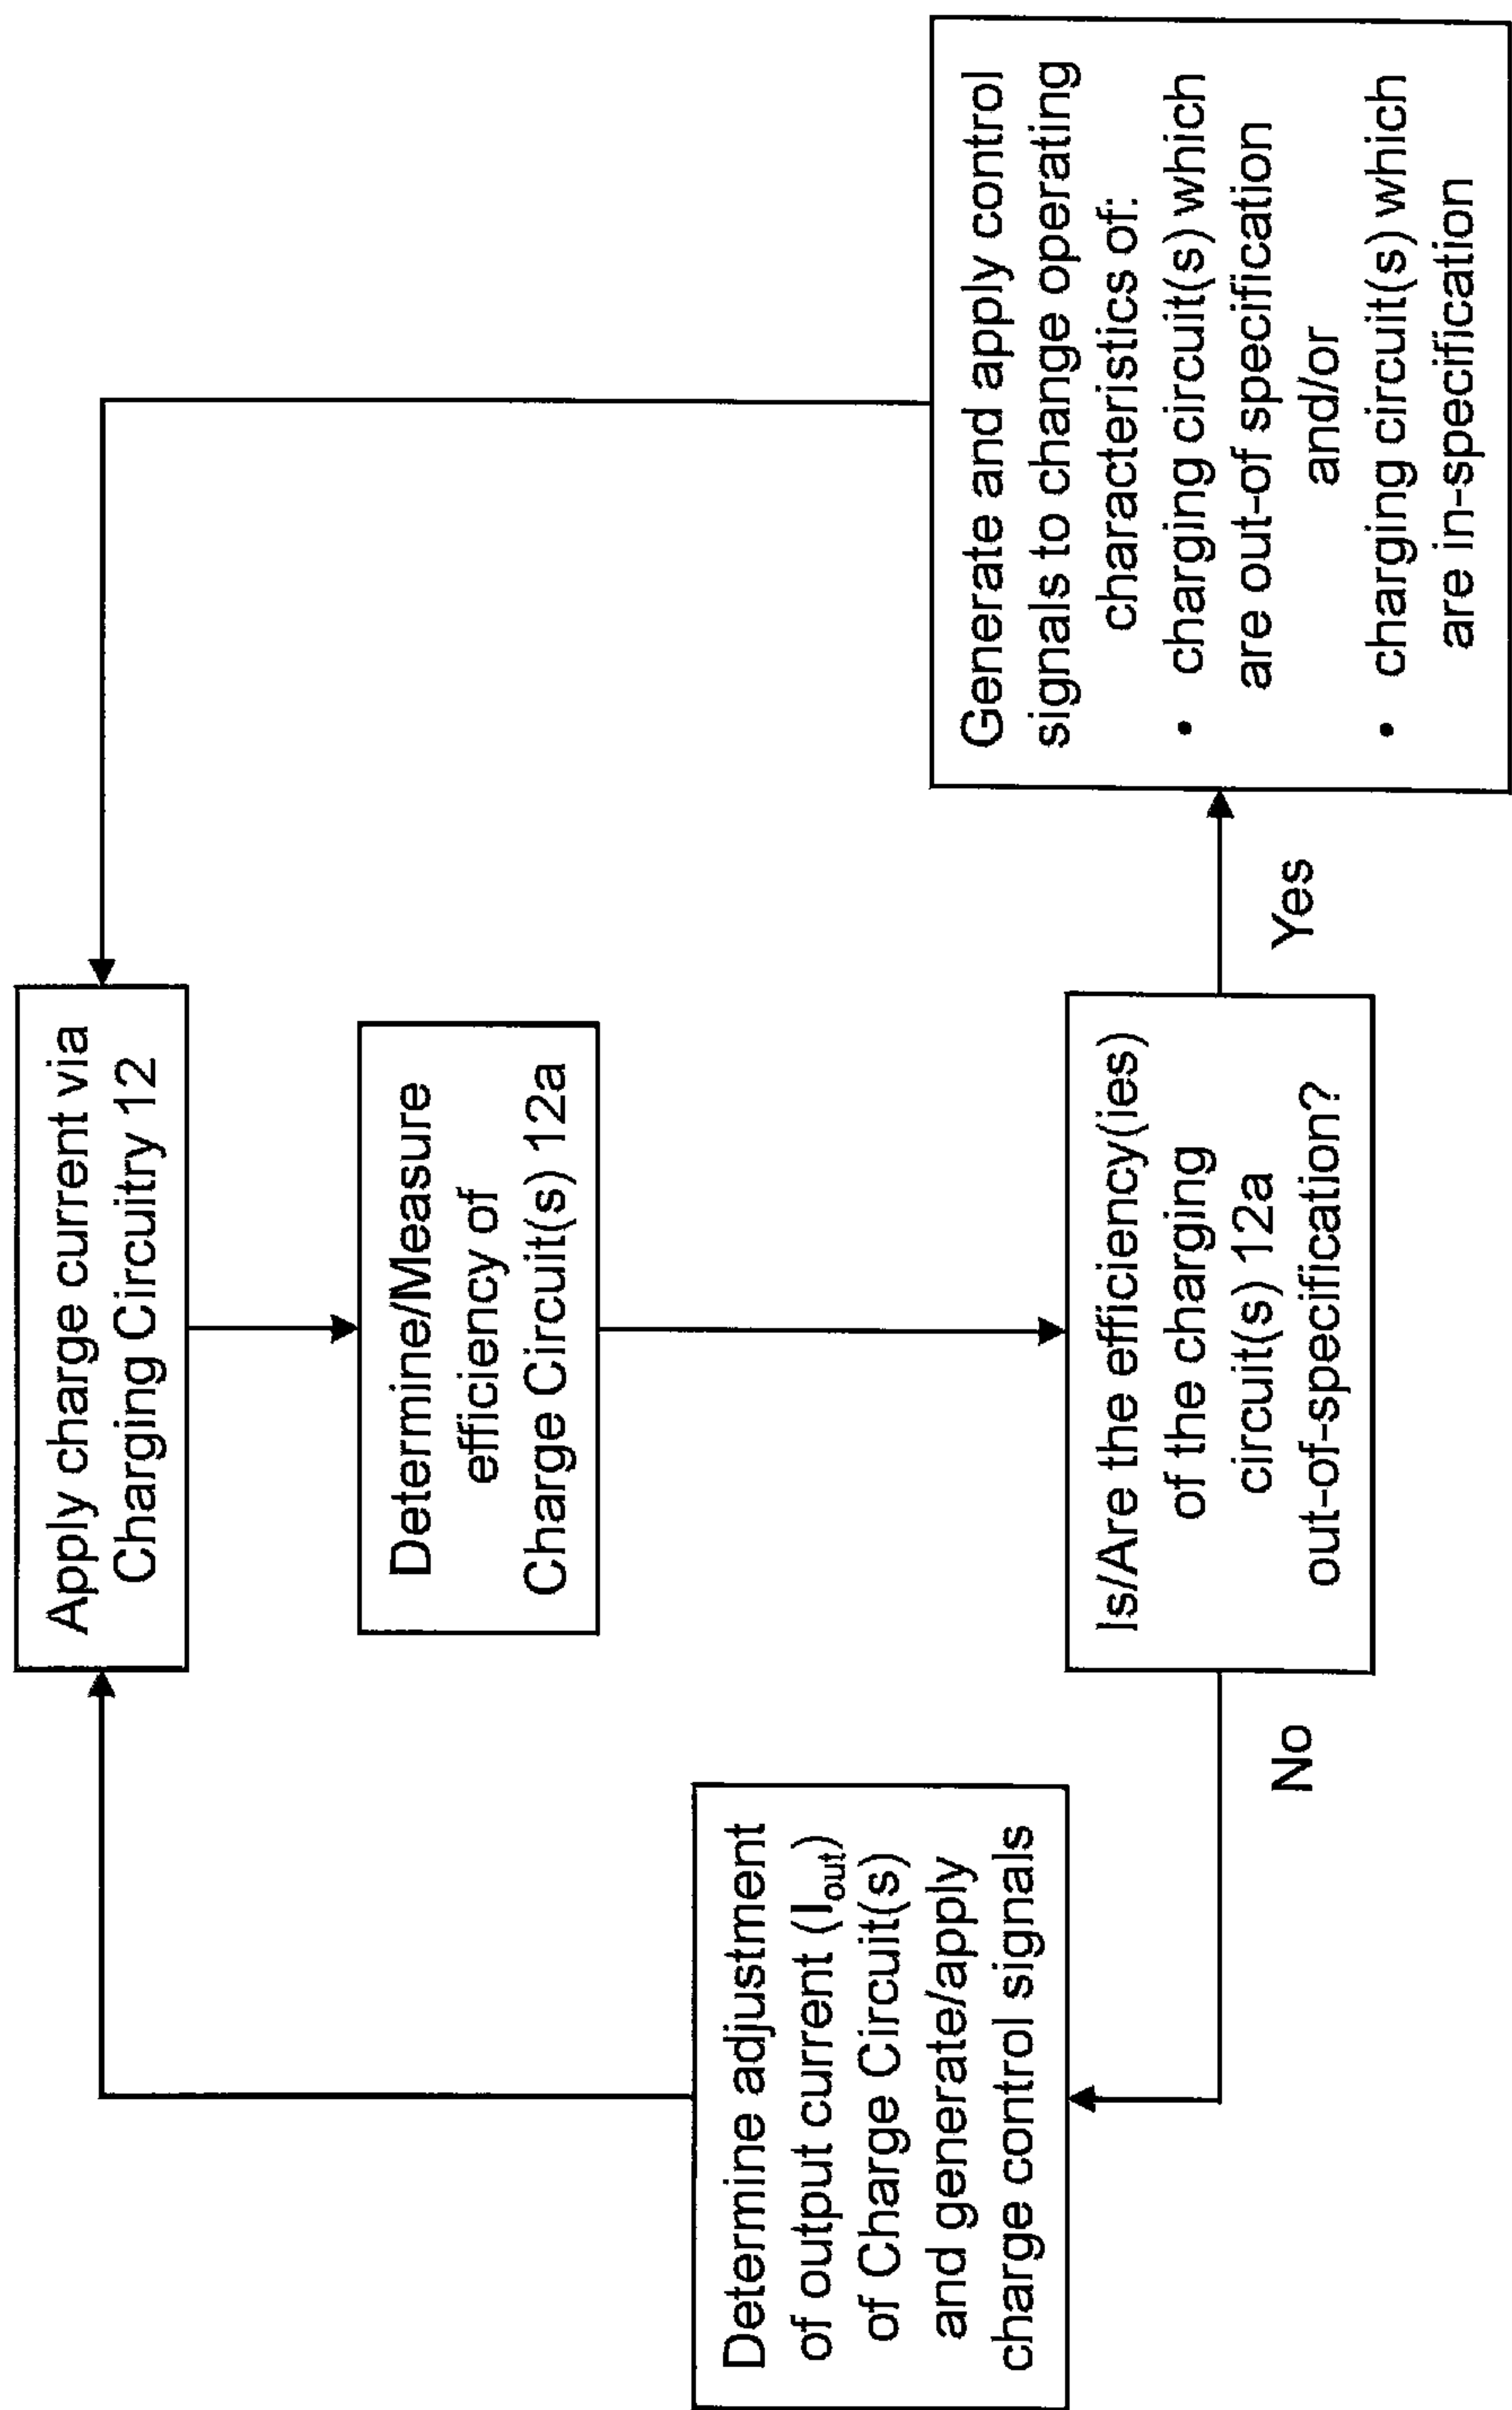 Apply charge current via
Charging Circuitry 12
Determine/Measure
efficiency of
Charge Circuit(s) 12a
Is/Are the efficiency(ies)
of the charging
circuit(s) 12a
out-of-specification?
No
Yes
Determine adjustment
of output current (Iout)
of Charge Circuit(s)
and generate/apply
charge control signals
Generate and apply control
signals to change operating
characteristics of:
• charging circuit(s) which
are out-of specification
and/or
• charging circuit(s) which
are in-specification